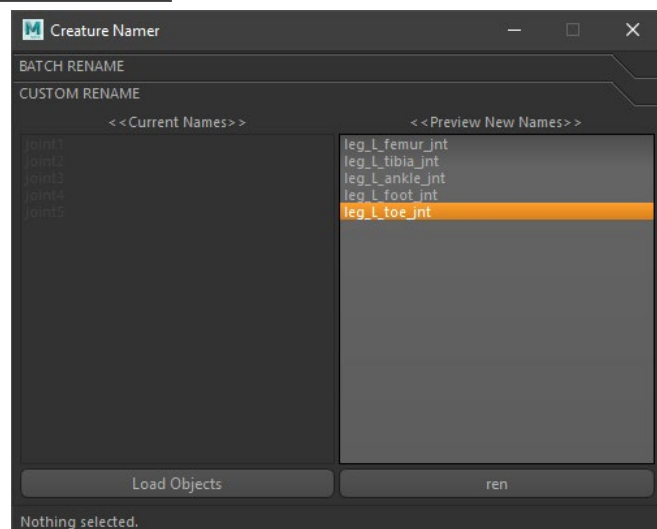 Creature Namer
BATCH RENAME
CUSTOM RENAME
<<Current Names>>
<<Preview New Names>>
joint1
joint2
joint3
joint4
joint5
leg_L_femur_jnt
leg_L_tibia_jnt
leg_L_ankle_jnt
leg_L_foot_jnt
leg_L_toe_jnt
Load Objects
ren
Nothing selected.